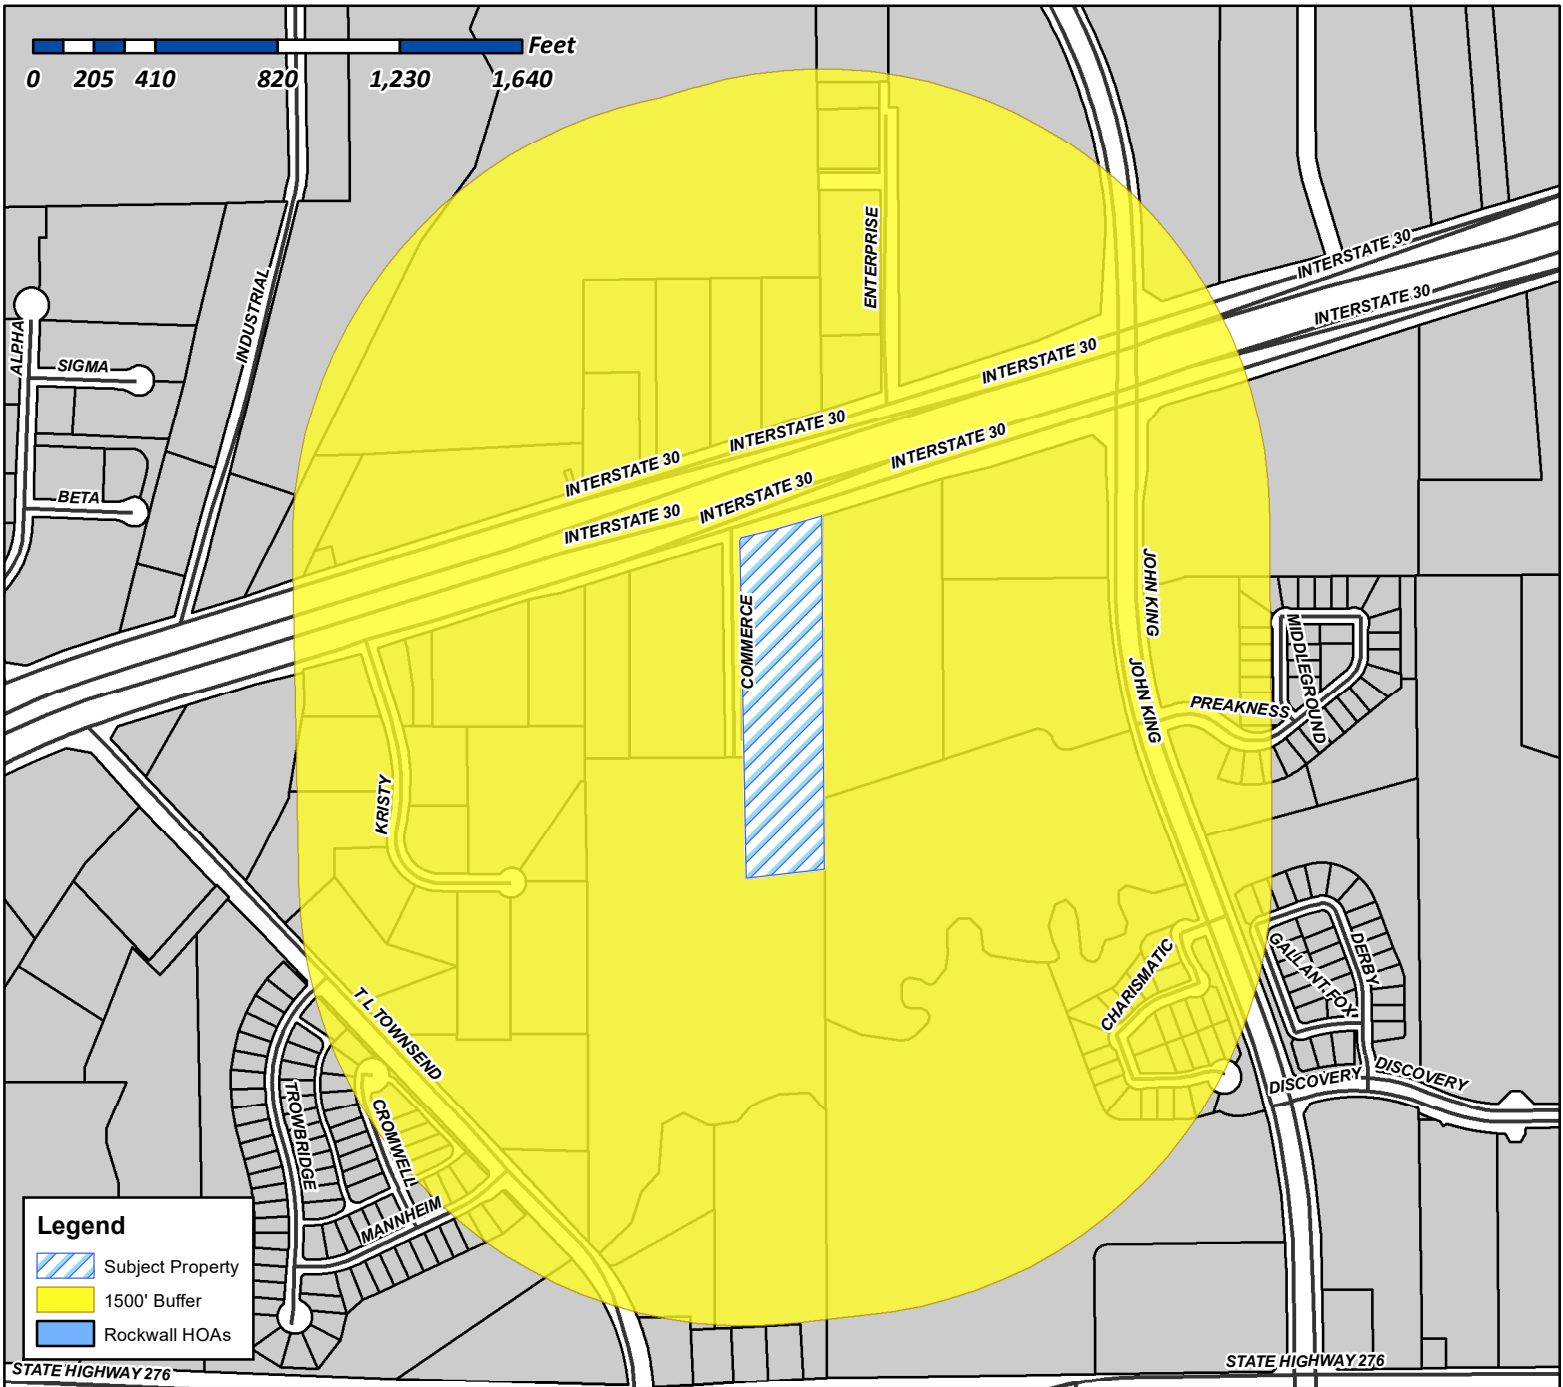 Feet
0 205 410 820 1,230 1,640
ENTERPRISE
INTERSTATE 30
INTERSTATE 30
INDUSTRIAL
ALPHA
SIGMA
INTERSTATE 30
INTERSTATE 30
INTERSTATE 30
INTERSTATE 30
INTERSTATE 30
INTERSTATE 30
BETA
COMMERCE
JOHN KING
JOHN KING
MIDDLEGROUND
PREAKNESS
KRISTY
CHARISMATIC
GALLANT FOX
DERBY
T L TOWNSEND
DISCOVERY
DISCOVERY
TROWBRIDGE
CROMWELL
MANNHEIM
Legend
Subject Property
1500' Buffer
Rockwall HOAs
STATE HIGHWAY 276
STATE HIGHWAY 276